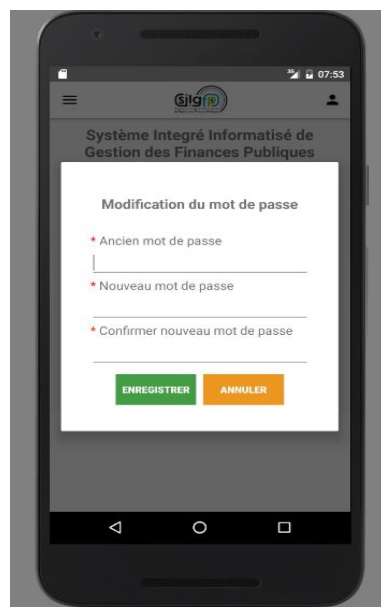 07:53
Sjigfip
Système Integré Informatisé de
Gestion des Finances Publiques
Modification du mot de passe
* Ancien mot de passe
* Nouveau mot de passe
* Confirmer nouveau mot de passe
ENREGISTRER ANNULER